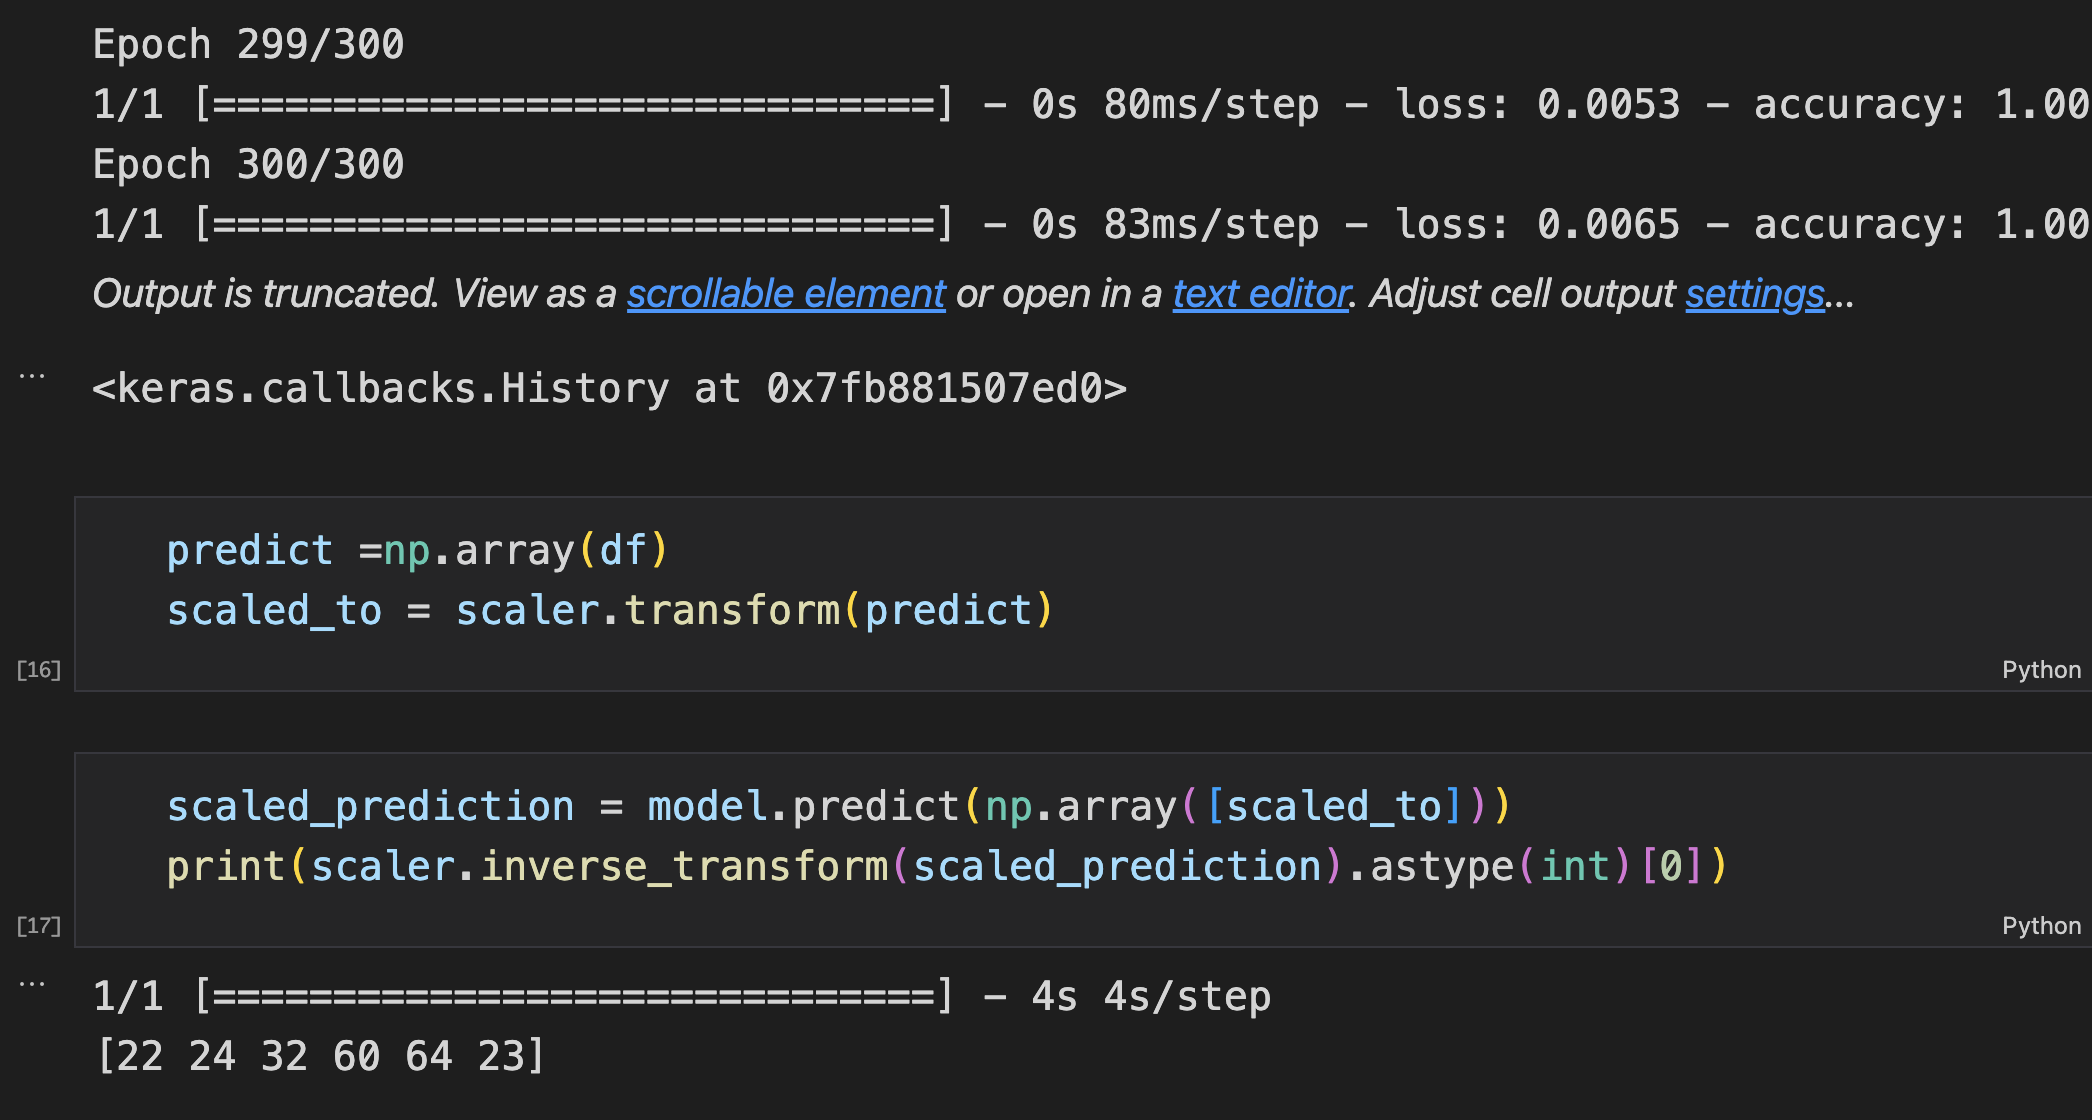 Epoch 299/300
1/1 [==============================] - 0s 80ms/step - loss: 0.0053 - accuracy: 1.00
Epoch 300/300
1/1 [==============================] - 0s 83ms/step - loss: 0.0065 - accuracy: 1.00
Output is truncated. View as a scrollable element or open in a text editor. Adjust cell output settings...
... <keras.callbacks.History at 0x7fb881507ed0>
predict =np.array(df)
scaled_to = scaler.transform(predict)
[16] Python
scaled_prediction = model.predict(np.array([scaled_to]))
print(scaler.inverse_transform(scaled_prediction).astype(int)[0])
[17] Python
... 1/1 [==============================] - 4s 4s/step
[22 24 32 60 64 23]